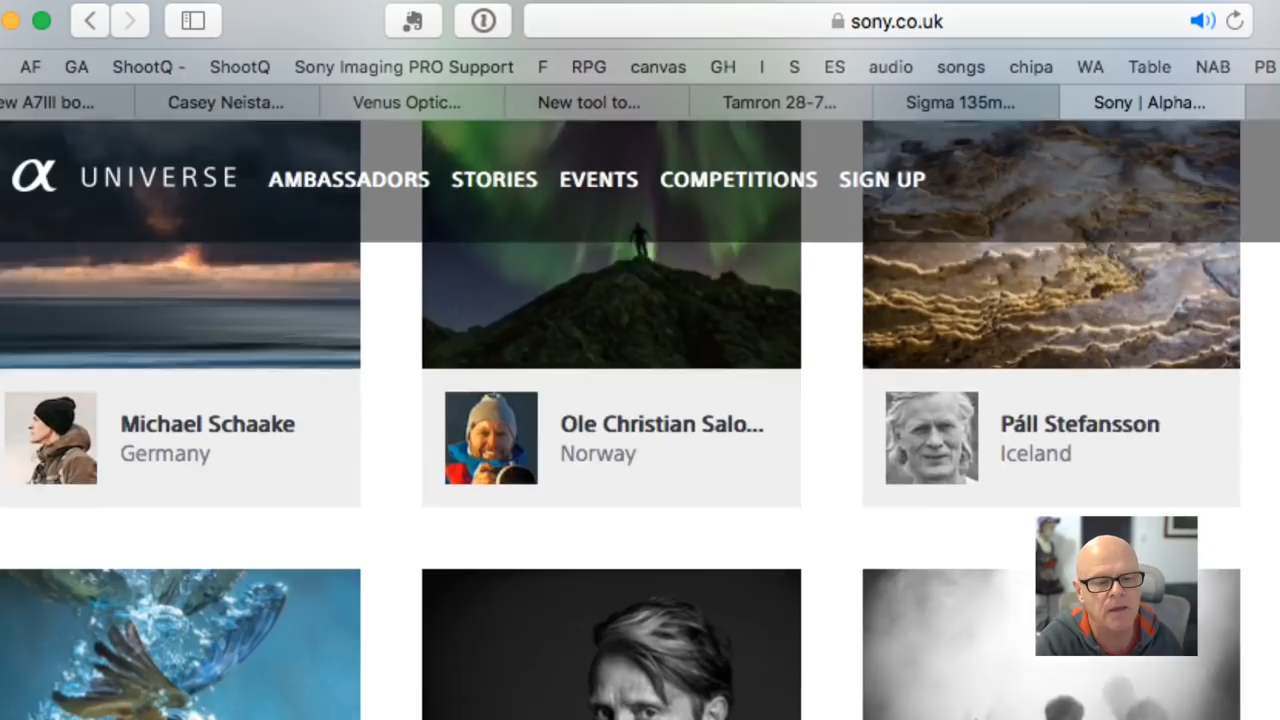 sony.co.uk
AF GA ShootQ - ShootQ Sony Imaging PRO Support F RPG canvas GH I S ES audio songs chipa WA Table NAB PB
ew A7III bo... Casey Neista... Venus Optic... New tool to... Tamron 28-7... Sigma 135m... Sony | Alpha...
α UNIVERSE AMBASSADORS STORIES EVENTS COMPETITIONS SIGN UP
Michael Schaake Ole Christian Salo... Páll Stefansson
Germany Norway Iceland